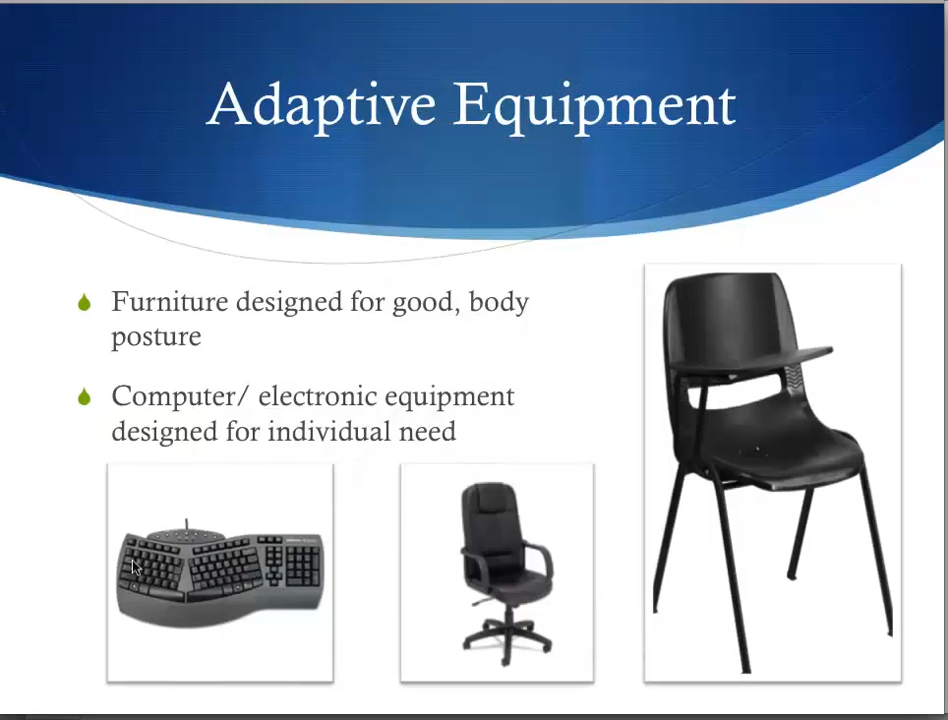 Adaptive Equipment
Furniture designed for good, body
posture
Computer/ electronic equipment
designed for individual need